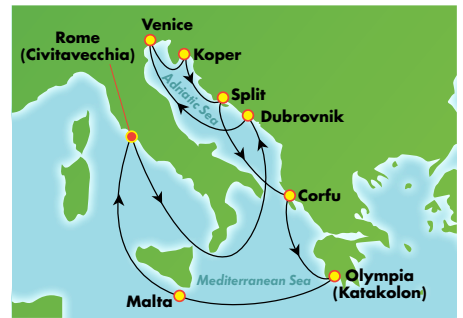 Venice
Rome
(Civitavecchia)
Koper
Adriatic Sea
Split
Dubrovnik
Corfu
Mediterranean Sea
Olympia
(Katakolon)
Malta